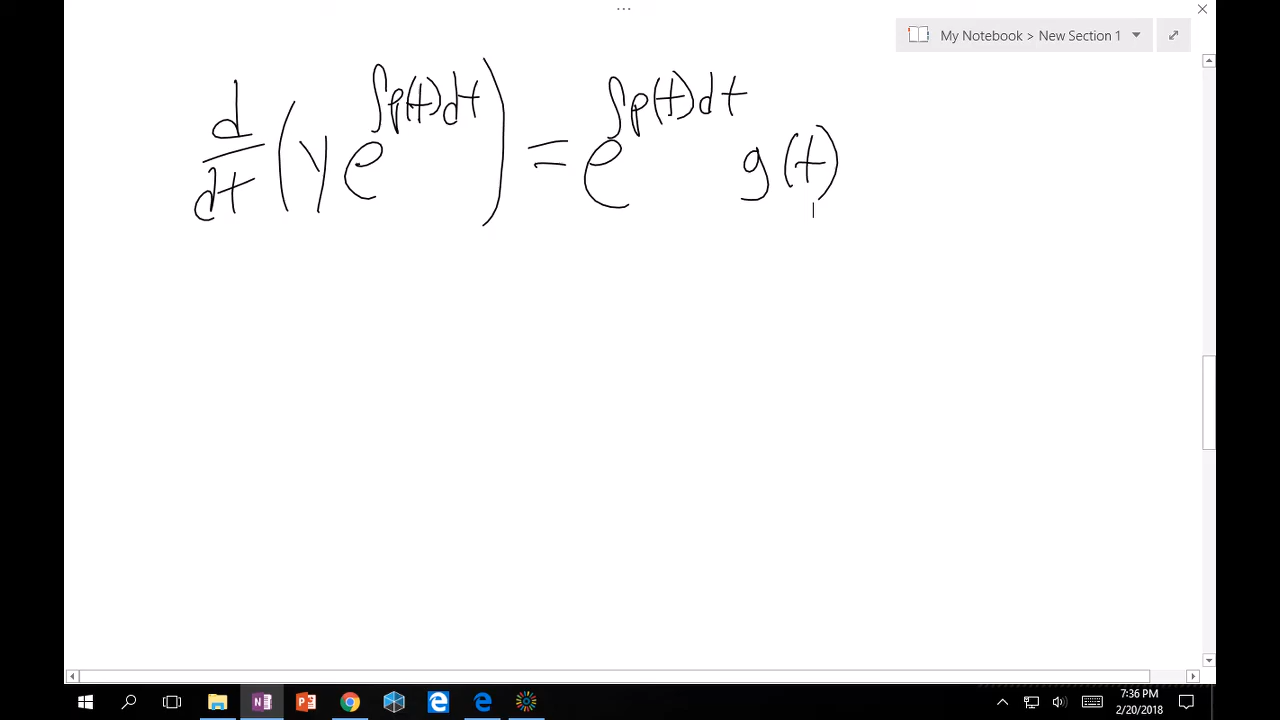 My Notebook > New Section 1
d/dt (y e^{∫p(t)dt}) = e^{∫p(t)dt} g(t)
7:36 PM
2/20/2018